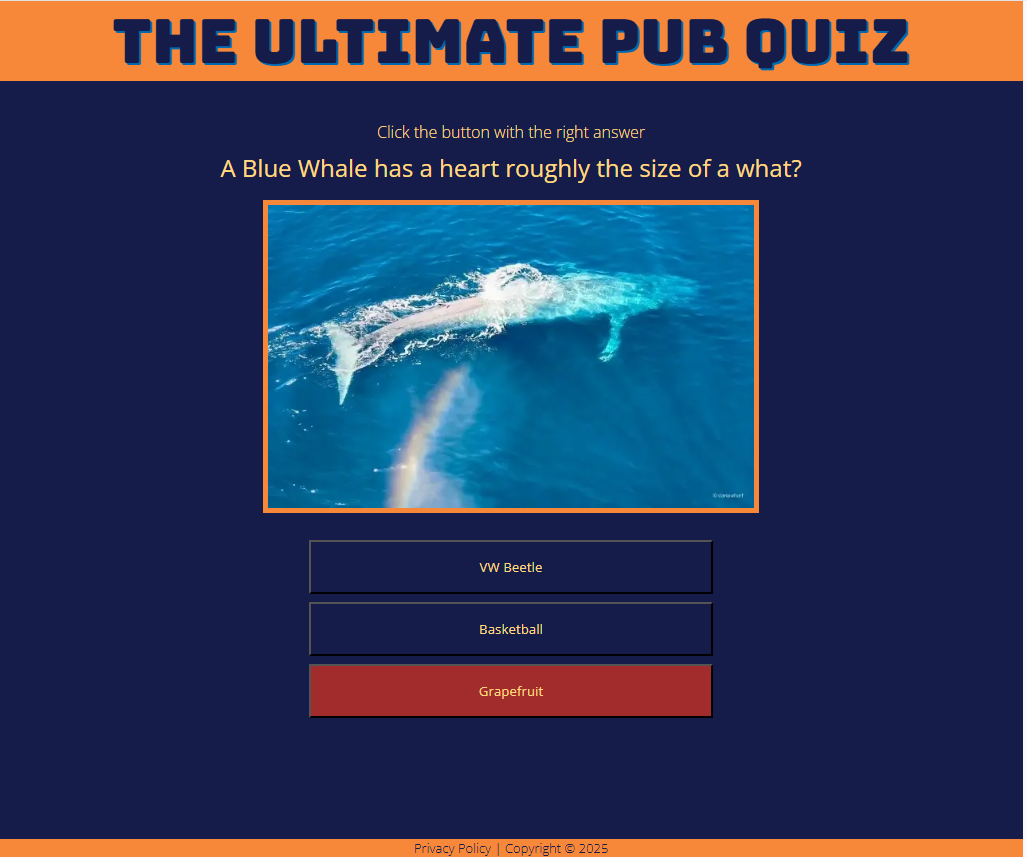 THE ULTIMATE PUB QUIZ
Click the button with the right answer
A Blue Whale has a heart roughly the size of a what?
VW Beetle
Basketball
Grapefruit
Privacy Policy | Copyright © 2025